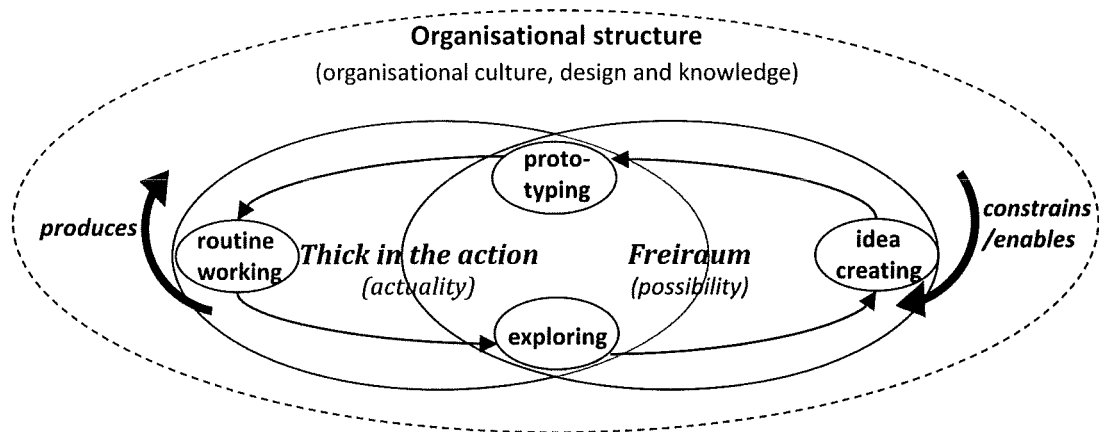 Organisational structure
(organisational culture, design and knowledge)
proto-
typing
produces
routine
working
Thick in the action
(actuality)
Freiraum
(possibility)
idea
creating
constrains
/enables
exploring